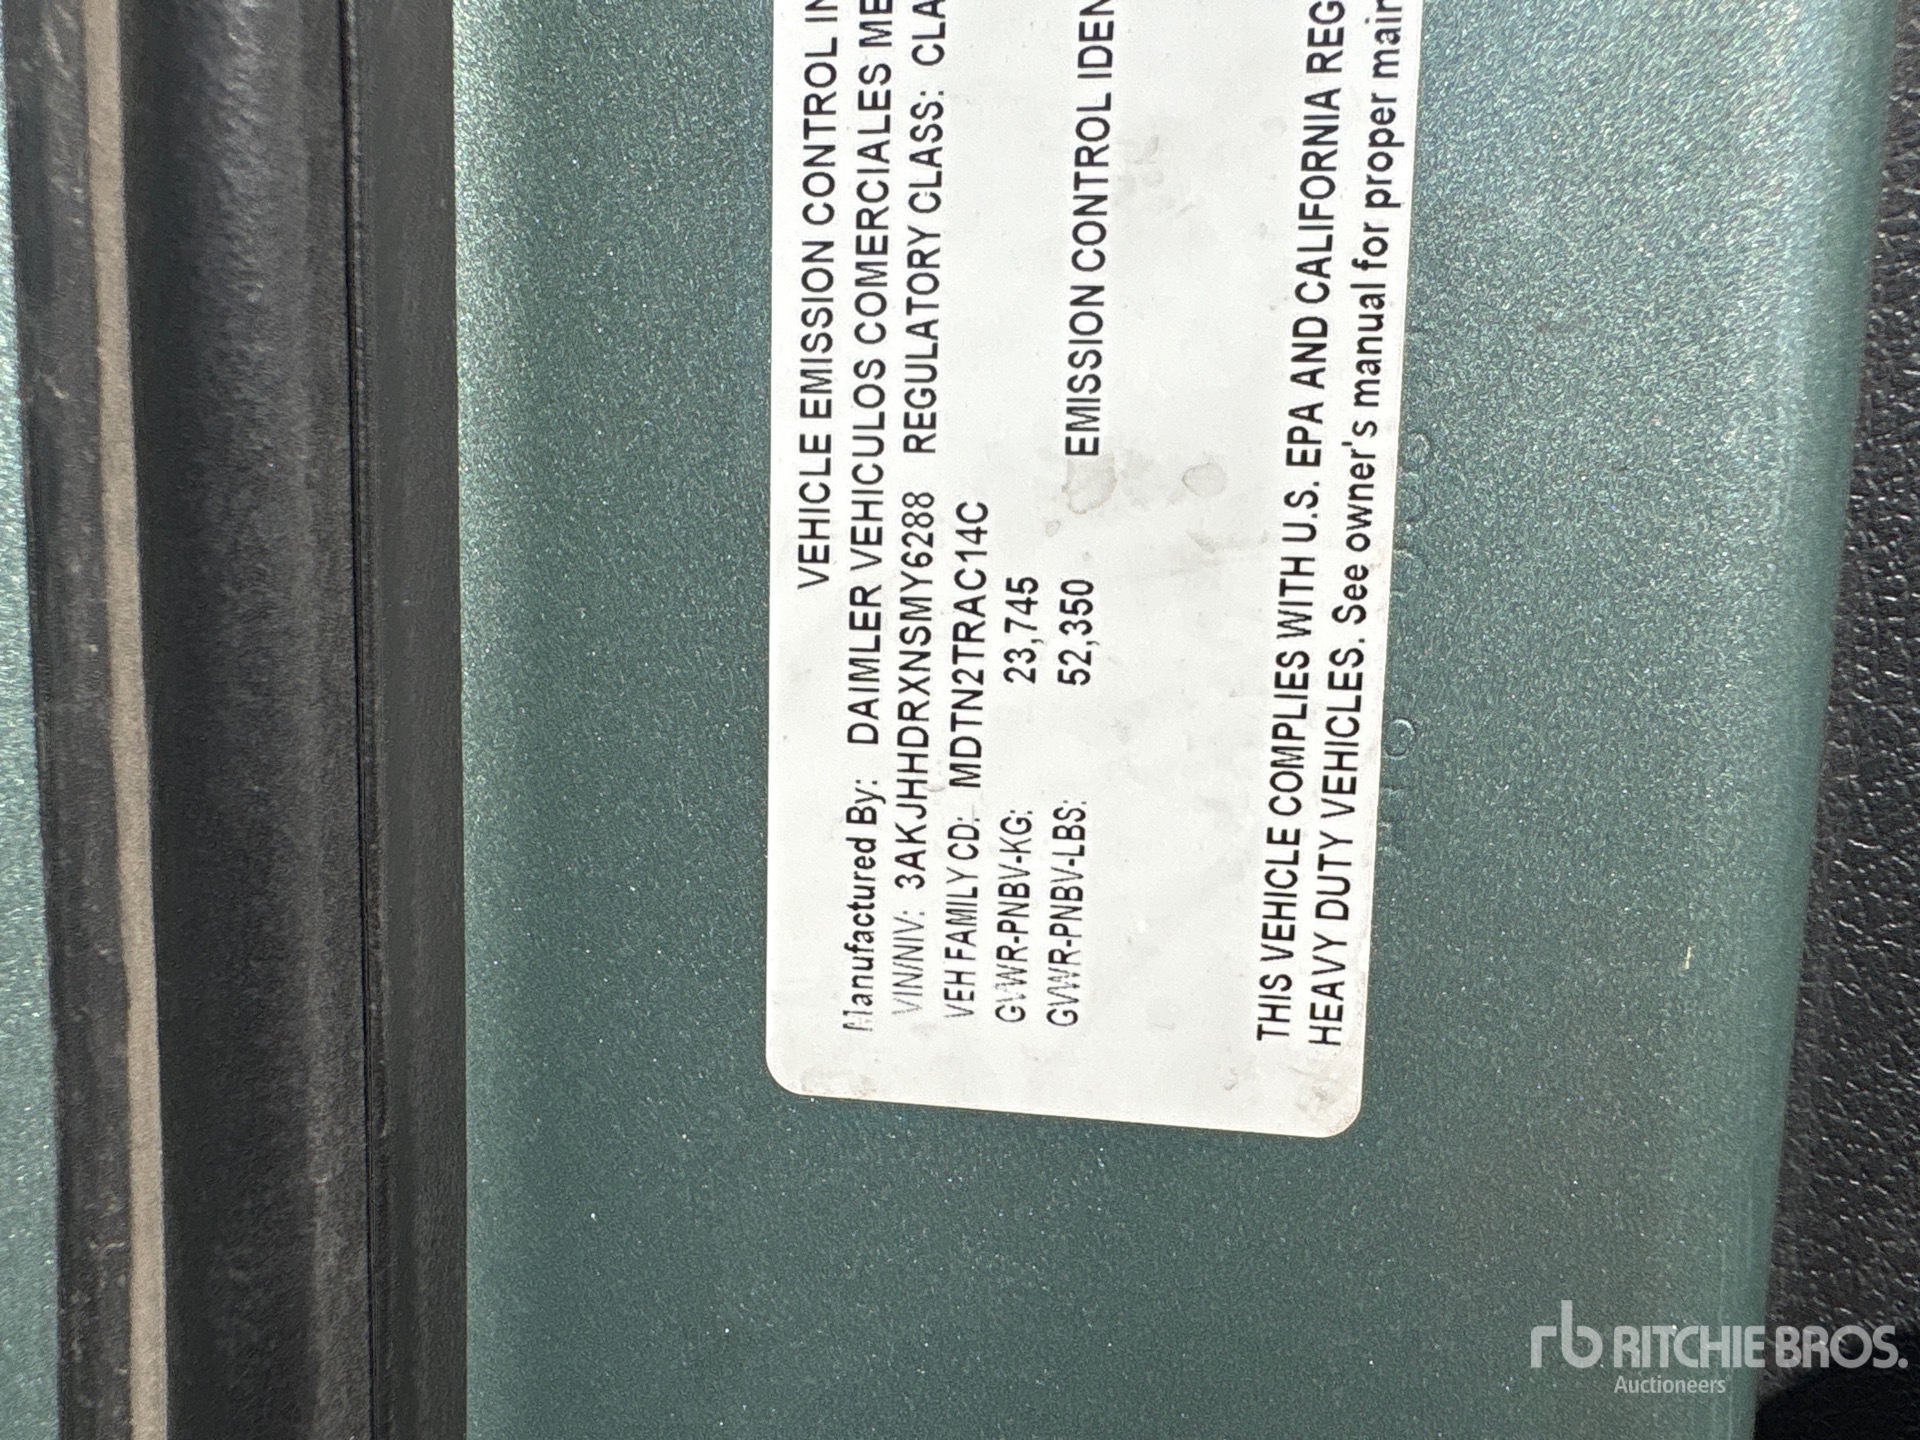 VEHICLE EMISSION CONTROL IN
Manufactured By: DAIMLER VEHICULOS COMERCIALES ME
VIN/NIV: 3AKJHHDRXNSMY6288 REGULATORY CLASS: CLA
VEH FAMILY CD: MDTN2TRAC14C
GVWR-PNBV-KG: 23,745
GVWR-PNBV-LBS: 52,350 EMISSION CONTROL IDEN
THIS VEHICLE COMPLIES WITH U.S. EPA AND CALIFORNIA REG
HEAVY DUTY VEHICLES. See owner's manual for proper main
rb RITCHIE BROS.
Auctioneers